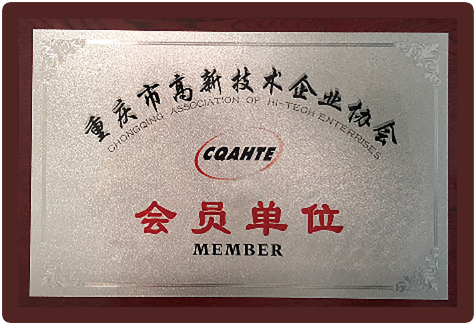 重庆市高新技术企业协会
CHONGQING ASSOCIATION OF HI-TECH ENTERRISES
CQAHTE
会员单位
MEMBER